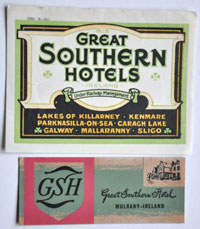 GREAT
SOUTHERN
HOTELS
IRELAND
Under Railway Management
LAKES OF KILLARNEY · KENMARE
PARKNASILLA-ON-SEA · CARAGH LAKE
GALWAY · MALLARANNY · SLIGO
GSH
Great Southern Hotel
MULRANY-IRELAND